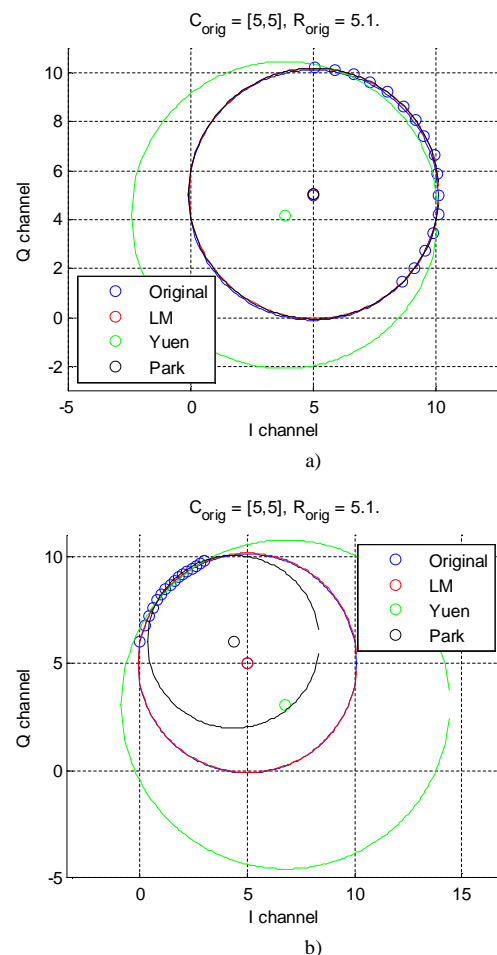 C_orig = [5,5], R_orig = 5.1.
10
8
6
4
2
0
-2
Q channel
Original
LM
Yuen
Park
-5
0
5
10
I channel
a)
C_orig = [5,5], R_orig = 5.1.
10
5
0
-5
Q channel
Original
LM
Yuen
Park
0
5
10
15
I channel
b)